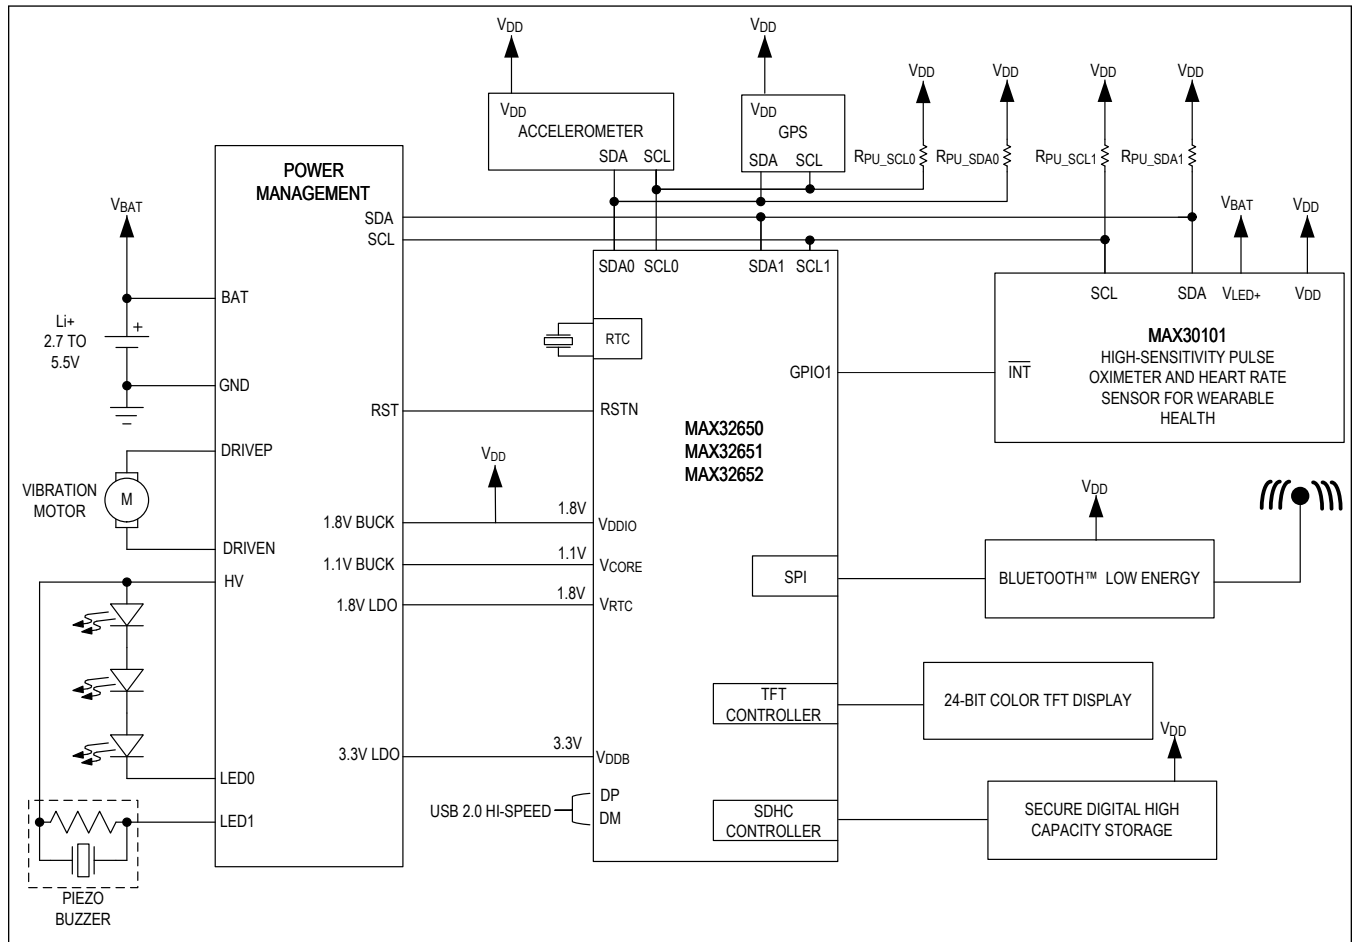 VDD
VDD
VDD
VDD
VDD
VDD
VDD
ACCELEROMETER
SDA SCL
VDD
GPS
SDA SCL
RPU_SCL0
RPU_SDA0
RPU_SCL1
RPU_SDA1
POWER
MANAGEMENT
SDA
SCL
VBAT
BAT
Li+
2.7 TO
5.5V
+
GND
RST
DRIVEP
VIBRATION
MOTOR
M
DRIVEN
HV
1.8V BUCK
1.1V BUCK
1.8V LDO
3.3V LDO
LED0
LED1
PIEZO
BUZZER
VDD
1.8V
1.1V
1.8V
3.3V
USB 2.0 HI-SPEED
SDA0 SCL0 SDA1 SCL1
RTC
GPIO1
RSTN
MAX32650
MAX32651
MAX32652
VDDIO
VCORE
VRTC
VDDB
DP
DM
SPI
TFT
CONTROLLER
SDHC
CONTROLLER
VBAT
VDD
SCL SDA VLED+ VDD
INT
MAX30101
HIGH-SENSITIVITY PULSE
OXIMETER AND HEART RATE
SENSOR FOR WEARABLE
HEALTH
VDD
BLUETOOTH™ LOW ENERGY
24-BIT COLOR TFT DISPLAY
VDD
SECURE DIGITAL HIGH
CAPACITY STORAGE